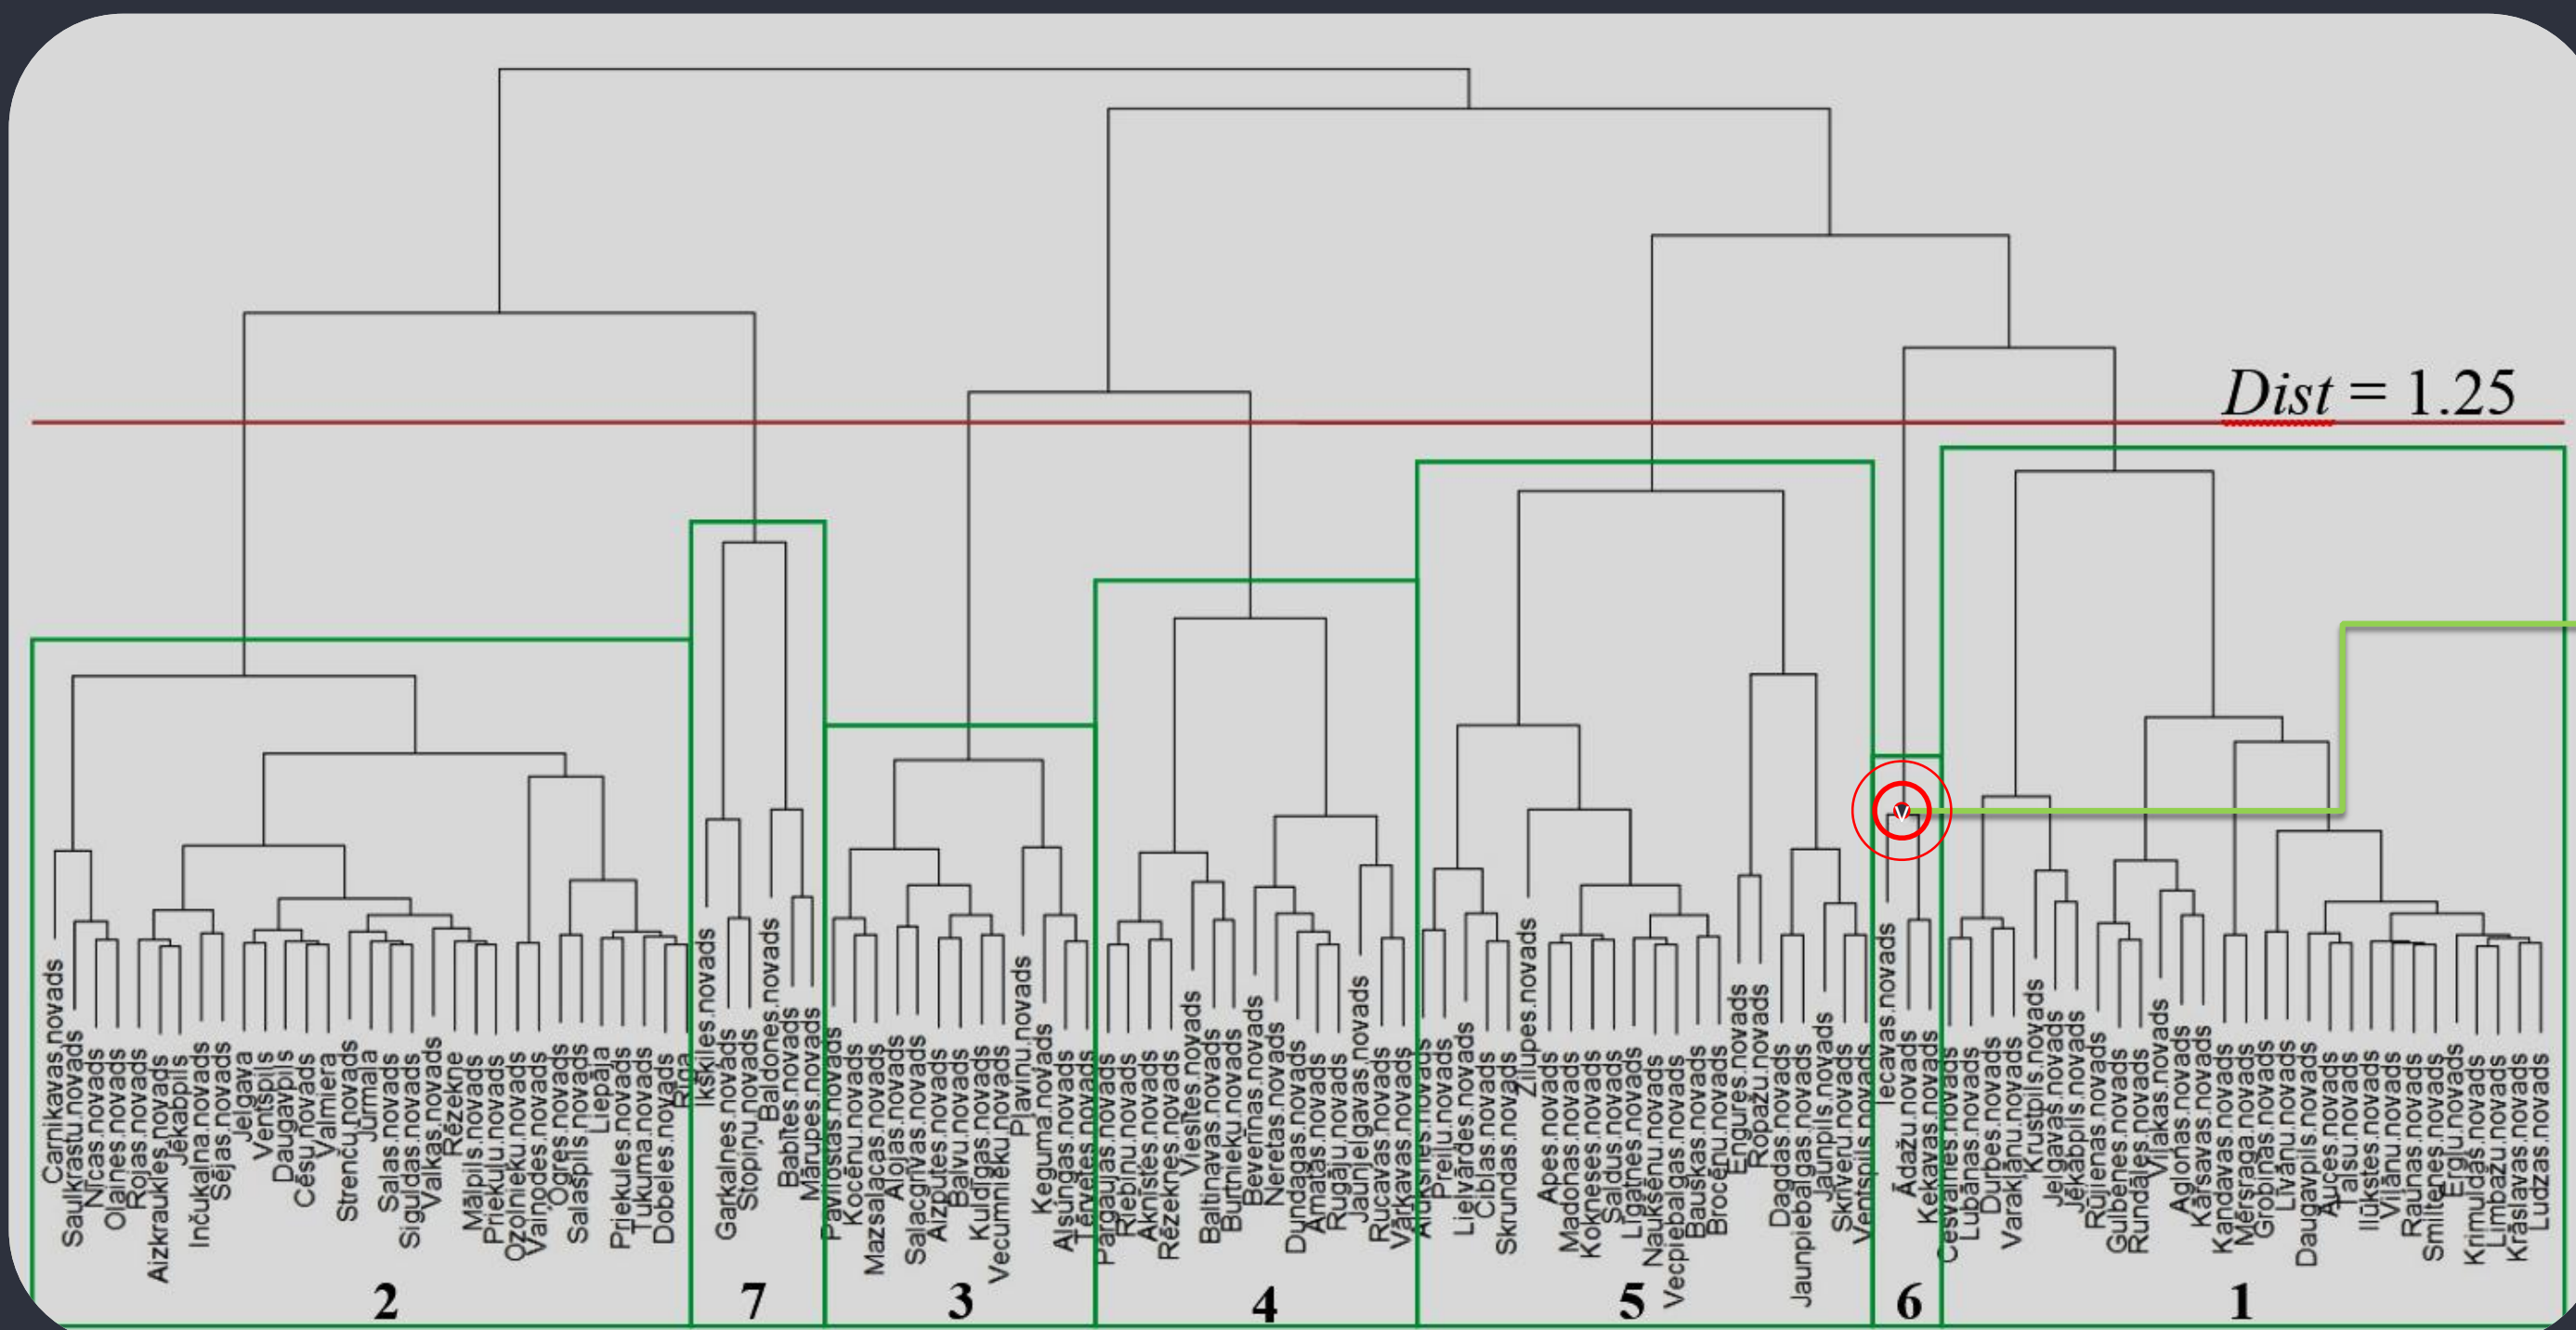 Dist = 1.25
Carnikavas.novads
Saulkrastu.novads
Nīcas.novads
Olaines.novads
Rojas.novads
Aizkraukles.novads
Jēkabpils
Inčukalna.novads
Sējas.novads
Jelgava
Ventspils
Daugavpils
Cēsu.novads
Valmiera
Strenču.novads
Jūrmala
Salas.novads
Siguldas.novads
Valkas.novads
Rēzekne
Mālpils.novads
Priekuļu.novads
Ozolnieku.novads
Vaiņodes.novads
Ogres.novads
Salaspils.novads
Liepāja
Priekules.novads
Tukuma.novads
Dobeles.novads
Rīga
Ikšķiles.novads
Garkalnes.novads
Stopiņu.novads
Baldones.novads
Babītes.novads
Mārupes.novads
Pāvilostas.novads
Kocēnu.novads
Mazsalacas.novads
Alojas.novads
Salacgrīvas.novads
Aizputes.novads
Balvu.novads
Kuldīgas.novads
Vecumnieku.novads
Pļaviņu.novads
Ķeguma.novads
Alsungas.novads
Tērvetes.novads
Pārgaujas.novads
Riebiņu.novads
Aknīstes.novads
Rēzeknes.novads
Viesītes.novads
Baltinavas.novads
Burtnieku.novads
Beverīnas.novads
Neretas.novads
Dundagas.novads
Amatas.novads
Rugāju.novads
Jaunjelgavas.novads
Rucavas.novads
Vārkavas.novads
Alūksnes.novads
Preiļu.novads
Lielvārdes.novads
Ciblas.novads
Skrundas.novads
Zilupes.novads
Apes.novads
Madonas.novads
Kokneses.novads
Saldus.novads
Līgatnes.novads
Naukšēnu.novads
Vecpiebalgas.novads
Bauskas.novads
Brocēnu.novads
Engures.novads
Ropažu.novads
Dagdas.novads
Jaunpiebalgas.novads
Jaunpils.novads
Skrīveru.novads
Ventspils.novads
Iecavas.novads
Ādažu.novads
Ķekavas.novads
Cesvaines.novads
Lubānas.novads
Durbes.novads
Varakļānu.novads
Krustpils.novads
Jelgavas.novads
Jēkabpils.novads
Rūjienas.novads
Gulbenes.novads
Rundāles.novads
Viļakas.novads
Aglonas.novads
Kārsavas.novads
Kandavas.novads
Mērsraga.novads
Grobiņas.novads
Līvānu.novads
Daugavpils.novads
Auces.novads
Talsu.novads
Ilūkstes.novads
Viļānu.novads
Raunas.novads
Smiltenes.novads
Ērgļu.novads
Krimuldas.novads
Limbažu.novads
Krāslavas.novads
Ludzas.novads
2
7
3
4
5
6
1